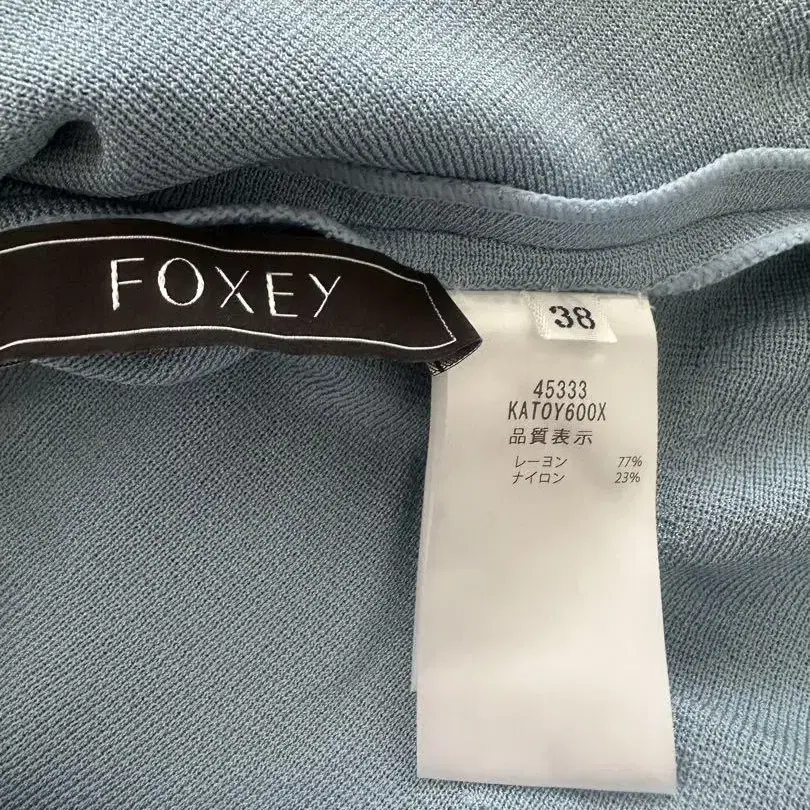 FOXEY
38
45333
KATOY600X
品質表示
レーヨン 77%
ナイロン 23%